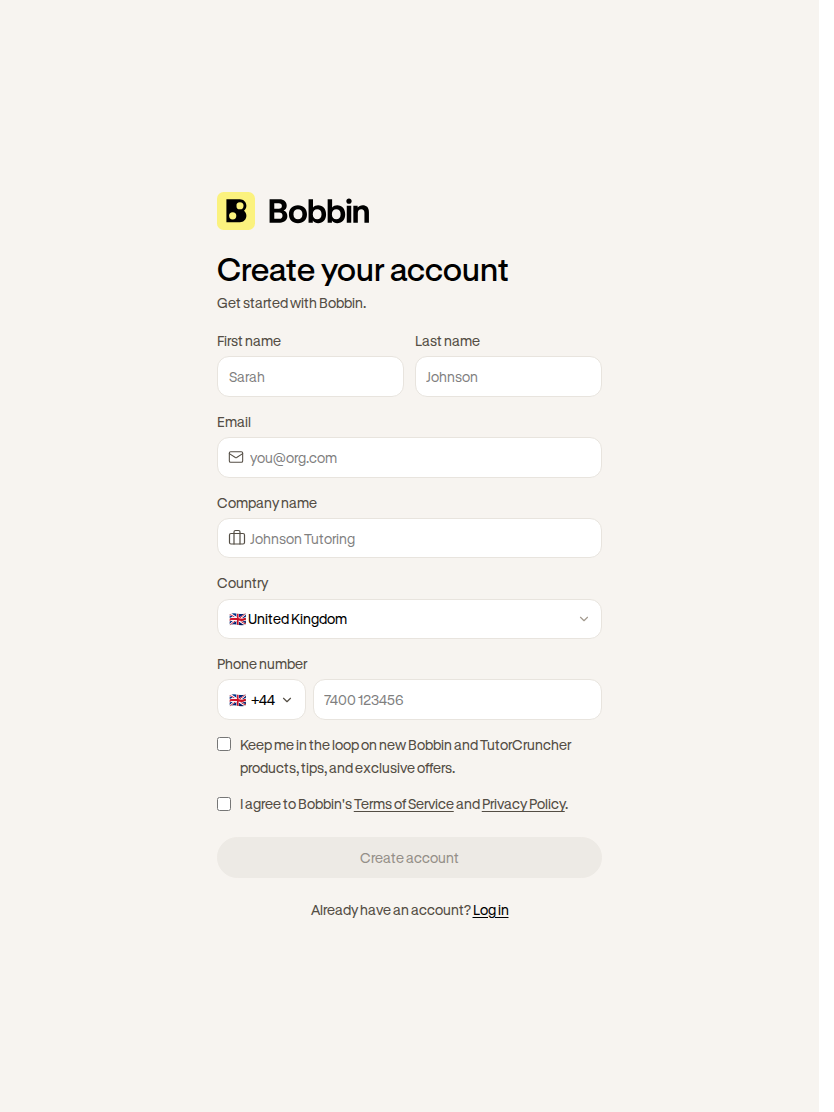 B Bobbin
Create your account
Get started with Bobbin.
First name Last name
Sarah Johnson
Email
you@org.com
Company name
Johnson Tutoring
Country
United Kingdom
Phone number
+44 7400 123456
Keep me in the loop on new Bobbin and TutorCruncher
products, tips, and exclusive offers.
I agree to Bobbin's Terms of Service and Privacy Policy.
Create account
Already have an account? Log in